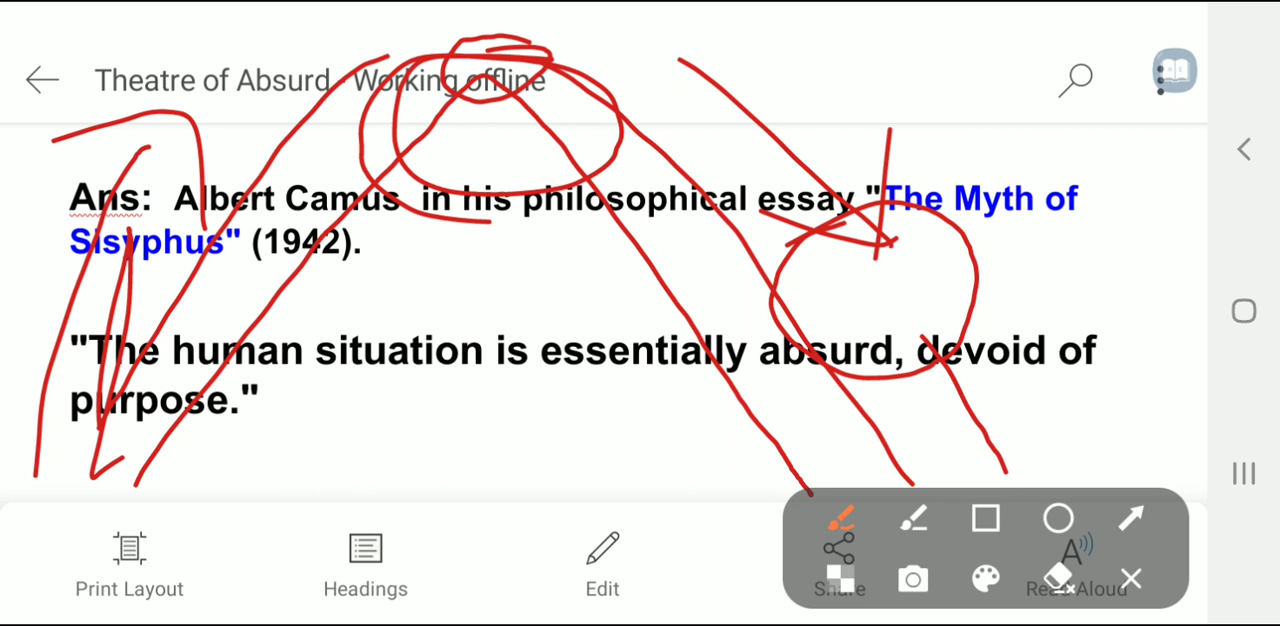 Theatre of Absurd - Working offline
Ans: Albert Camus in his philosophical essay "The Myth of
Sisyphus" (1942).
"The human situation is essentially absurd, devoid of
purpose."
Print Layout
Headings
Edit
Share
Read Aloud